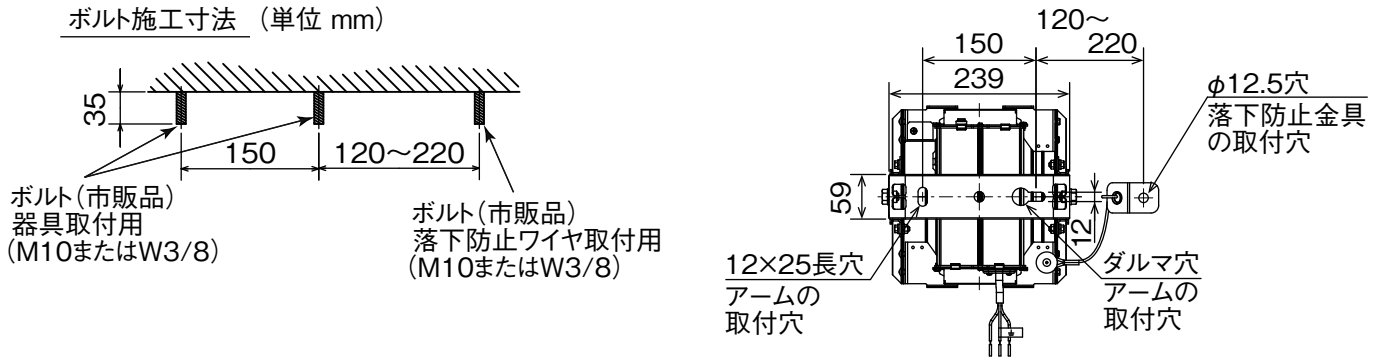 ボルト施工寸法 (単位 mm)
35
150
120～220
ボルト(市販品)
器具取付用
(M10またはW3/8)
ボルト(市販品)
落下防止ワイヤ取付用
(M10またはW3/8)
120～
220
150
239
φ12.5穴
落下防止金具
の取付穴
59
12
12×25長穴
アームの
取付穴
ダルマ穴
アームの
取付穴